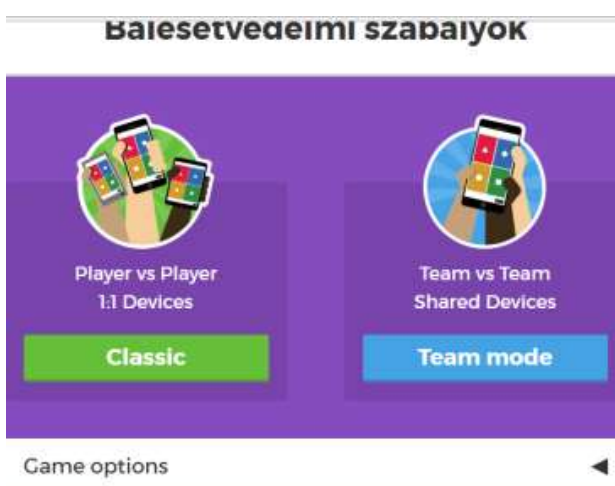 Balesetvédelmi szabályok
Player vs Player
1:1 Devices
Classic
Team vs Team
Shared Devices
Team mode
Game options